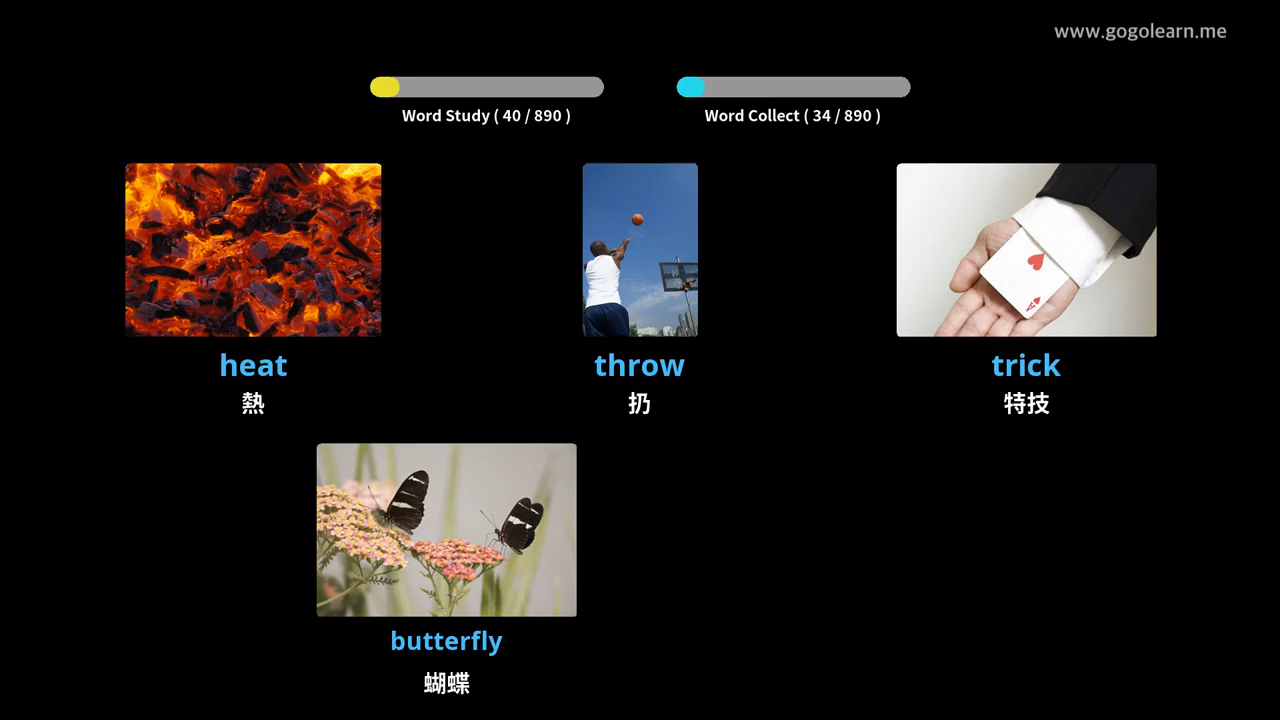 www.gogolearn.me
Word Study ( 40 / 890 )
Word Collect ( 34 / 890 )
heat
throw
trick
熱
扔
特技
butterfly
蝴蝶